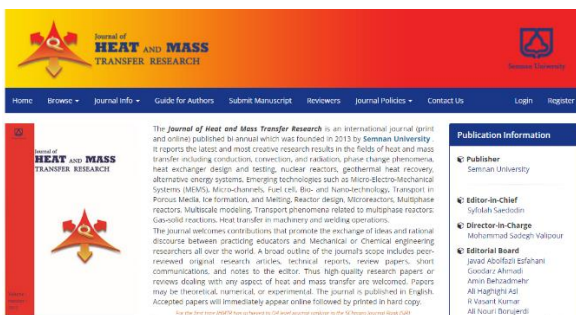 Journal of
HEAT AND MASS
TRANSFER RESEARCH
Semnan University
Home Browse Journal Info Guide for Authors Submit Manuscript Reviewers Journal Policies Contact Us Login Register
Journal of
HEAT AND MASS
TRANSFER RESEARCH
The Journal of Heat and Mass Transfer Research is an international journal (print
and online) published bi-annual which was founded in 2013 by Semnan University .
It reports the latest and most creative research results in the fields of heat and mass
transfer including conduction, convection, and radiation, phase change phenomena,
heat exchanger design and testing, nuclear reactors, geothermal heat recovery,
alternative energy systems. Emerging technologies such as Micro-Electro-Mechanical
Systems (MEMS), Micro-channels, Fuel cell, Bio- and Nano-technology, Transport in
Porous Media, Ice formation, and Melting, Reactor design, Microreactors, Multiphase
reactors, Multiscale modeling, Transport phenomena related to multiphase reactors:
Gas-solid reactions, Heat transfer in machinery and welding operations.
The journal welcomes contributions that promote the exchange of ideas and rational
discourse between practicing educators and Mechanical or Chemical engineering
researchers all over the world. A broad outline of the journal's scope includes peer-
reviewed original research articles, technical reports, review papers, short
communications, and notes to the editor. Thus high-quality research papers or
reviews dealing with any aspect of heat and mass transfer are welcomed. Papers
may be theoretical, numerical, or experimental. The journal is published in English.
Accepted papers will immediately appear online followed by printed in hard copy.
Publication Information
Publisher
Semnan University
Editor-in-Chief
Syfolah Saedodin
Director-in-Charge
Mohammad Sadegh Valipour
Editorial Board
Javad Abolfazli Esfahani
Goodarz Ahmadi
Amin Behzadmehr
Ali Haghighi Asl
R Vasant Kumar
Ali Nouri Borujerdi